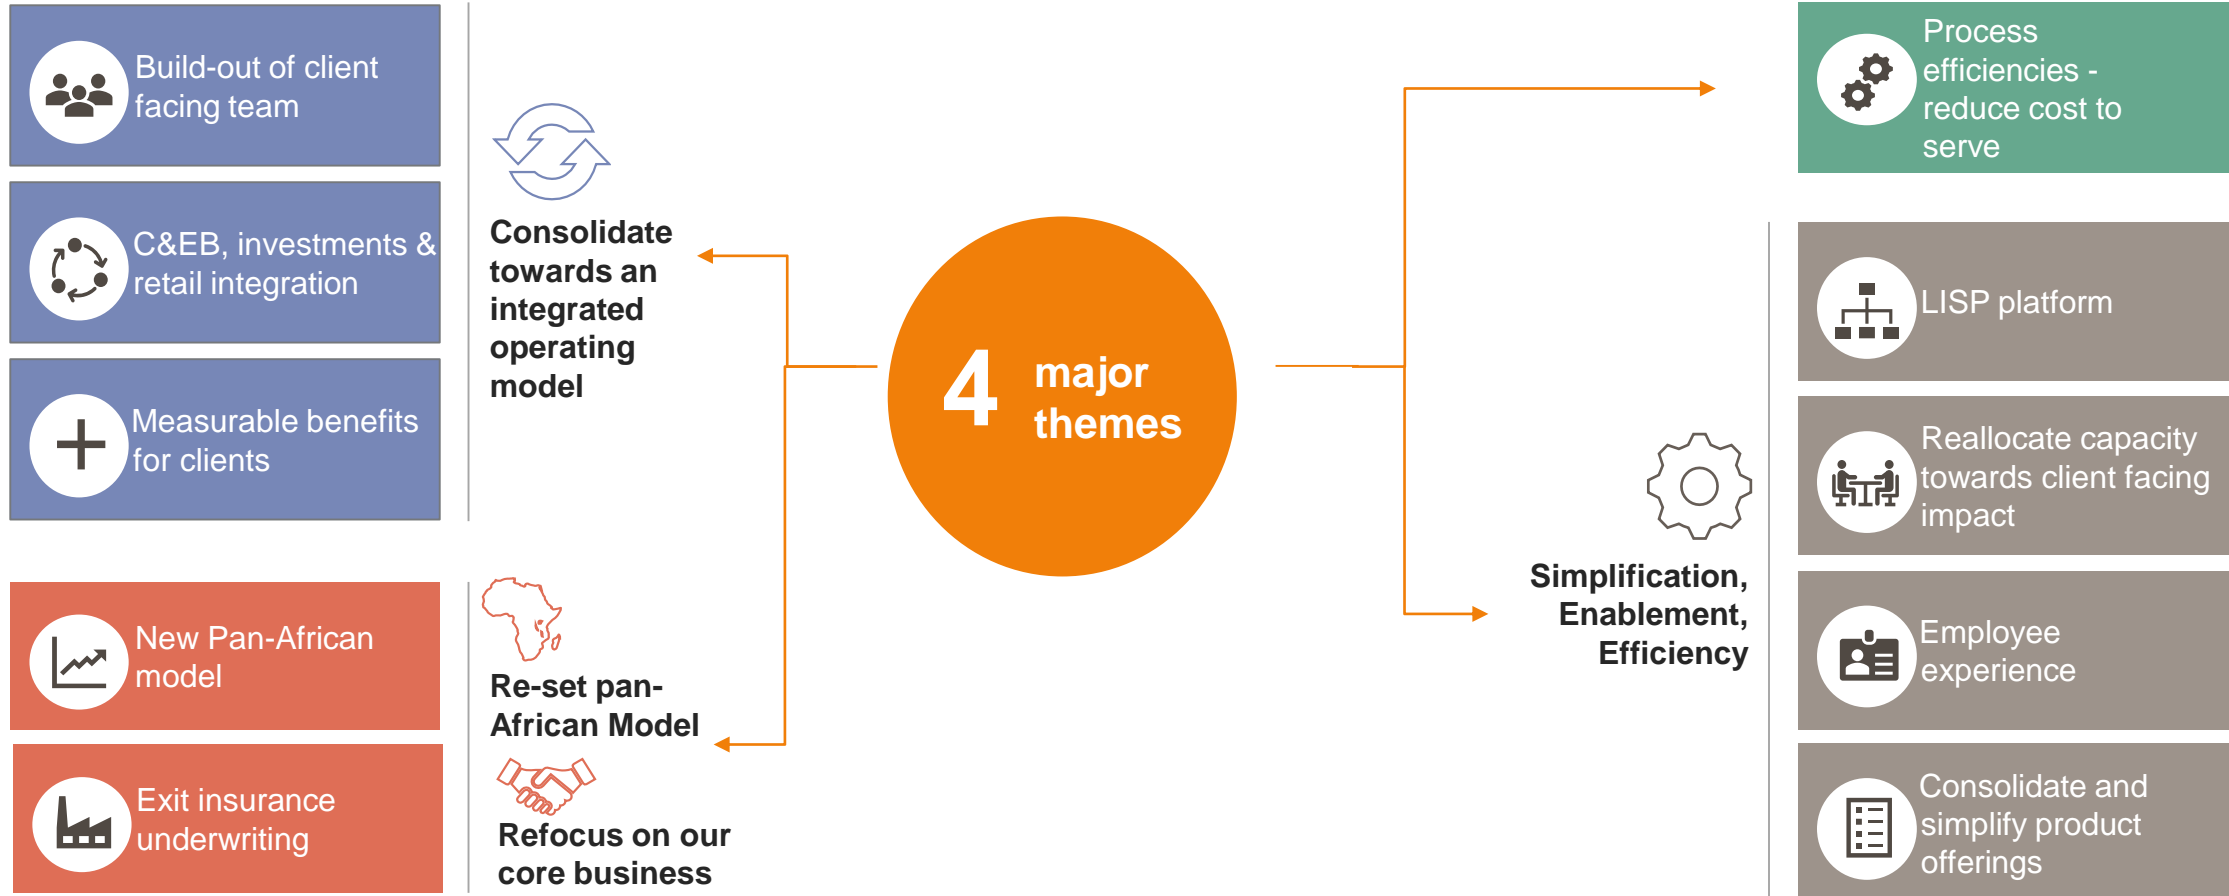 Build-out of client
facing team
C&EB, investments &
retail integration
Measurable benefits
for clients
Consolidate
towards an
integrated
operating
model
New Pan-African
model
Exit insurance
underwriting
Re-set pan-
African Model
Refocus on our
core business
4
major
themes
Simplification,
Enablement,
Efficiency
Process
efficiencies -
reduce cost to
serve
LISP platform
Reallocate capacity
towards client facing
impact
Employee
experience
Consolidate and
simplify product
offerings